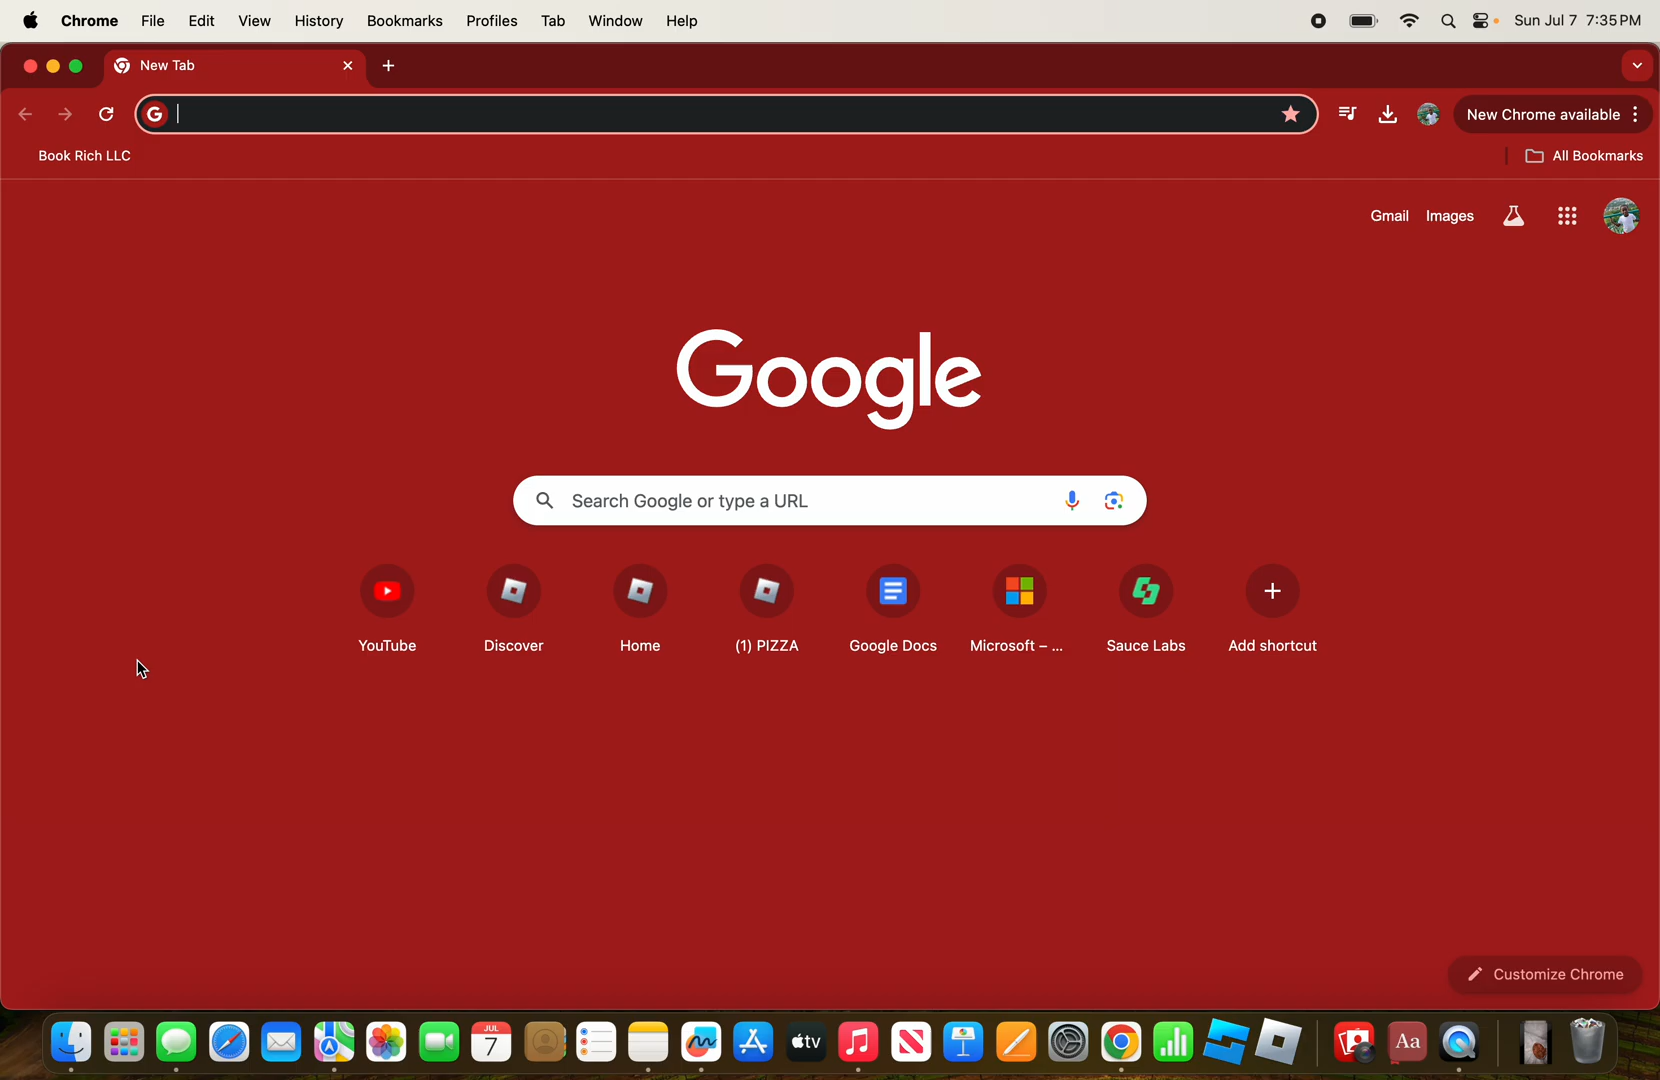 Chrome File Edit View History Bookmarks Profiles Tab Window Help Sun Jul 7 7:35 PM
New Tab
G New Chrome available
Book Rich LLC All Bookmarks
Gmail Images
Google
Search Google or type a URL
YouTube Discover Home (1) PIZZA Google Docs Microsoft – ... Sauce Labs Add shortcut
Customize Chrome
JUL
7 tv Aa